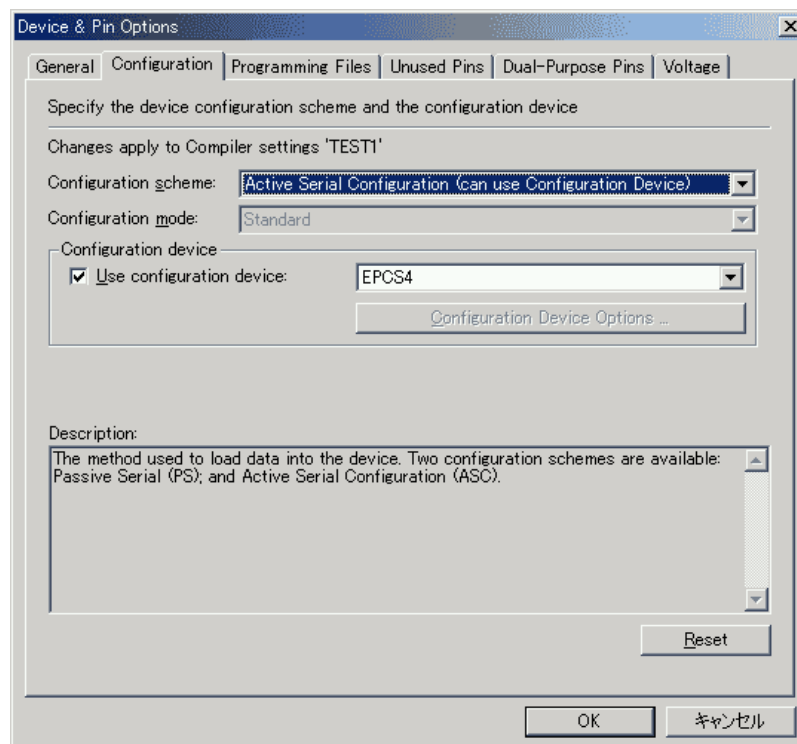 Device & Pin Options
General Configuration Programming Files Unused Pins Dual-Purpose Pins Voltage
Specify the device configuration scheme and the configuration device
Changes apply to Compiler settings 'TEST1'
Configuration scheme: Active Serial Configuration (can use Configuration Device)
Configuration mode: Standard
Configuration device
Use configuration device: EPCS4
Configuration Device Options ...
Description:
The method used to load data into the device. Two configuration schemes are available:
Passive Serial (PS); and Active Serial Configuration (ASC).
Reset
OK キャンセル